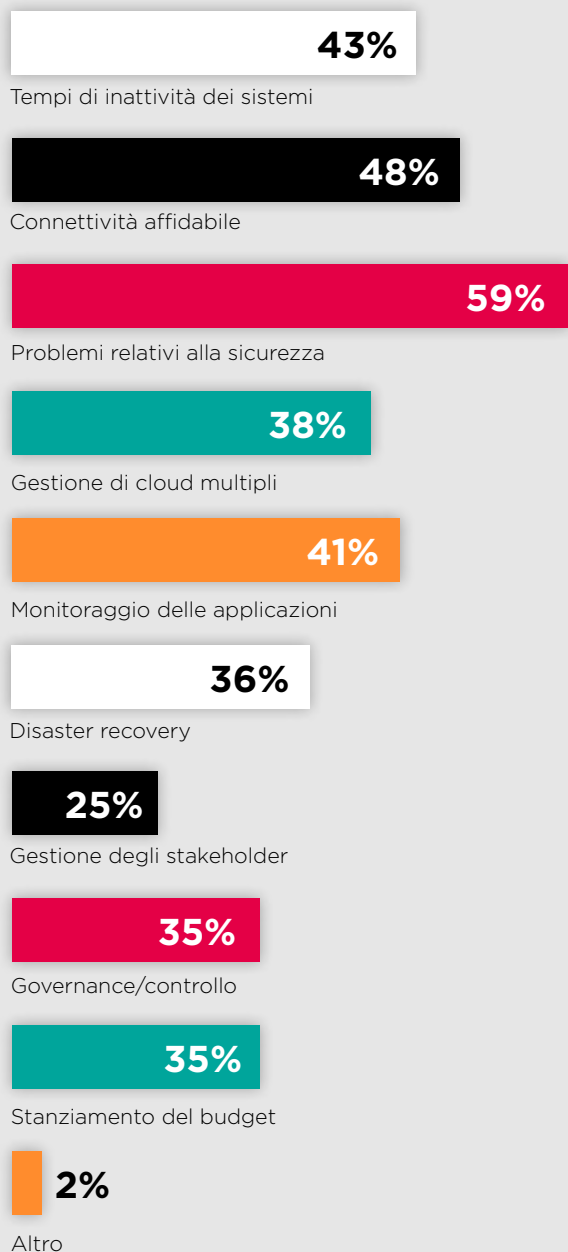 43%
Tempi di inattività dei sistemi
48%
Connettività affidabile
59%
Problemi relativi alla sicurezza
38%
Gestione di cloud multipli
41%
Monitoraggio delle applicazioni
36%
Disaster recovery
25%
Gestione degli stakeholder
35%
Governance/controllo
35%
Stanziamento del budget
2%
Altro